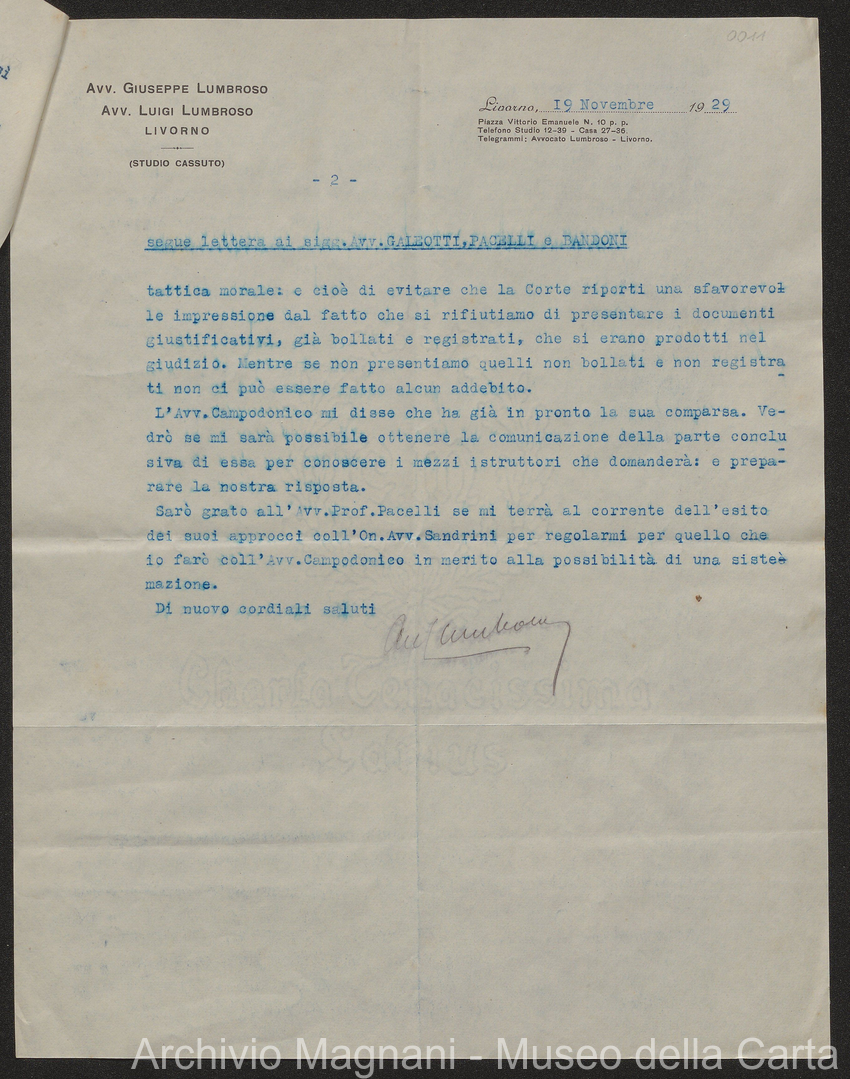 0011
AVV. GIUSEPPE LUMBROSO
AVV. LUIGI LUMBROSO
LIVORNO
(STUDIO CASSUTO)
Livorno, 19 Novembre 1929
Piazza Vittorio Emanuele N. 10 p. p.
Telefono Studio 12-39 - Casa 27-36.
Telegrammi: Avvocato Lumbroso - Livorno.
- 2 -
segue lettera ai sigg.Avv.GALEOTTI,PACELLI e BANDONI
tattica morale: e cioè di evitare che la Corte riporti una sfavorevol
le impressione dal fatto che si rifiutiamo di presentare i documenti
giustificativi, già bollati e registrati, che si erano prodotti nel
giudizio. Mentre se non presentiamo quelli non bollati e non registra
ti non ci può essere fatto alcun addebito.
L'Avv.Campodonico mi disse che ha già in pronto la sua comparsa. Ve-
drò se mi sarà possibile ottenere la comunicazione della parte conclu
siva di essa per conoscere i mezzi istruttori che domanderà: e prepa-
rare la nostra risposta.
Sarò grato all'Avv.Prof.Pacelli se mi terrà al corrente dell'esito
dei suoi approcci coll'On.Avv.Sandrini per regolarmi per quello che
io farò coll'Avv.Campodonico in merito alla possibilità di una siste-
mazione.
Di nuovo cordiali saluti
Charta Tenacissima
Archivio Magnani - Museo della Carta